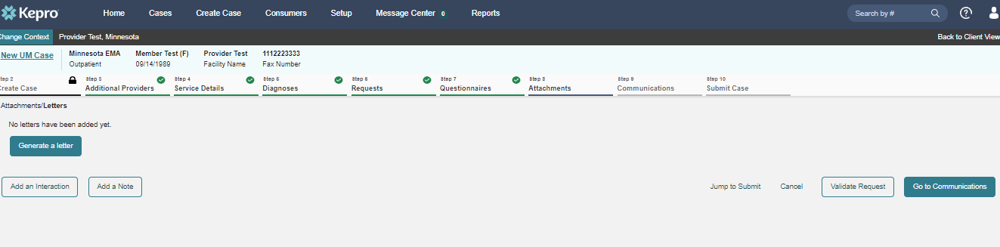 Kepro Home Cases Create Case Consumers Setup Message Center 0 Reports Search by #
Change Context Provider Test, Minnesota Back to Client View
New UM Case Minnesota EMA Member Test (F) Provider Test 1112223333
Outpatient 09/14/1989 Facility Name Fax Number
tep 2 Step 3 Step 4 Step 5 Step 6 Step 7 Step 8 Step 9 Step 10
reate Case Additional Providers Service Details Diagnoses Requests Questionnaires Attachments Communications Submit Case
Attachments/Letters
No letters have been added yet.
Generate a letter
Add an Interaction Add a Note Jump to Submit Cancel Validate Request Go to Communications